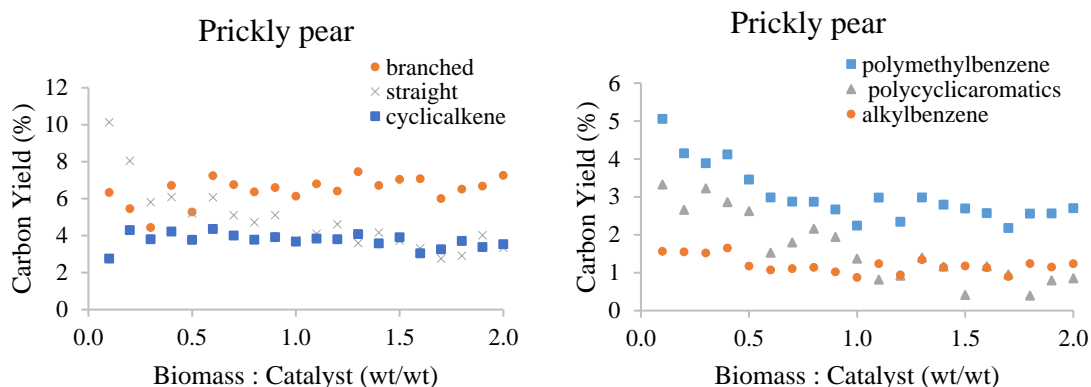 Prickly pear
branched
straight
cyclicalkene
Carbon Yield (%)
12
10
8
6
4
2
0
0.0
0.5
1.0
1.5
2.0
Biomass : Catalyst (wt/wt)
Prickly pear
polymethylbenzene
polycyclicaromatics
alkylbenzene
Carbon Yield (%)
6
5
4
3
2
1
0
0.0
0.5
1.0
1.5
2.0
Biomass : Catalyst (wt/wt)